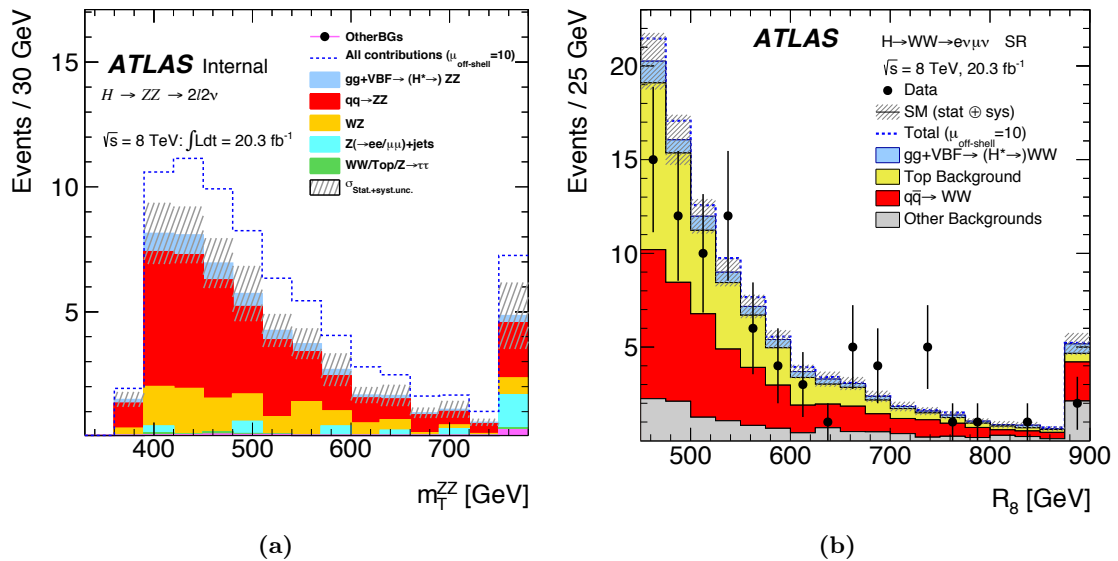 Events / 30 GeV
15
10
5
ATLAS Internal
H → ZZ → 2l2ν
√s = 8 TeV: ∫Ldt = 20.3 fb⁻¹
OtherBGs
All contributions (μoff-shell=10)
gg+VBF→ (H*→) ZZ
qq→ZZ
WZ
Z(→ee/μμ)+jets
WW/Top/Z→ττ
σStat.+syst.unc.
400 500 600 700
m_T^ZZ [GeV]
(a)
Events / 25 GeV
20
15
10
5
ATLAS
H→WW→eνμν SR
√s = 8 TeV, 20.3 fb⁻¹
Data
SM (stat ⊕ sys)
Total (μoff-shell=10)
gg+VBF→ (H*→)WW
Top Background
qq̅→ WW
Other Backgrounds
500 600 700 800 900
R₈ [GeV]
(b)